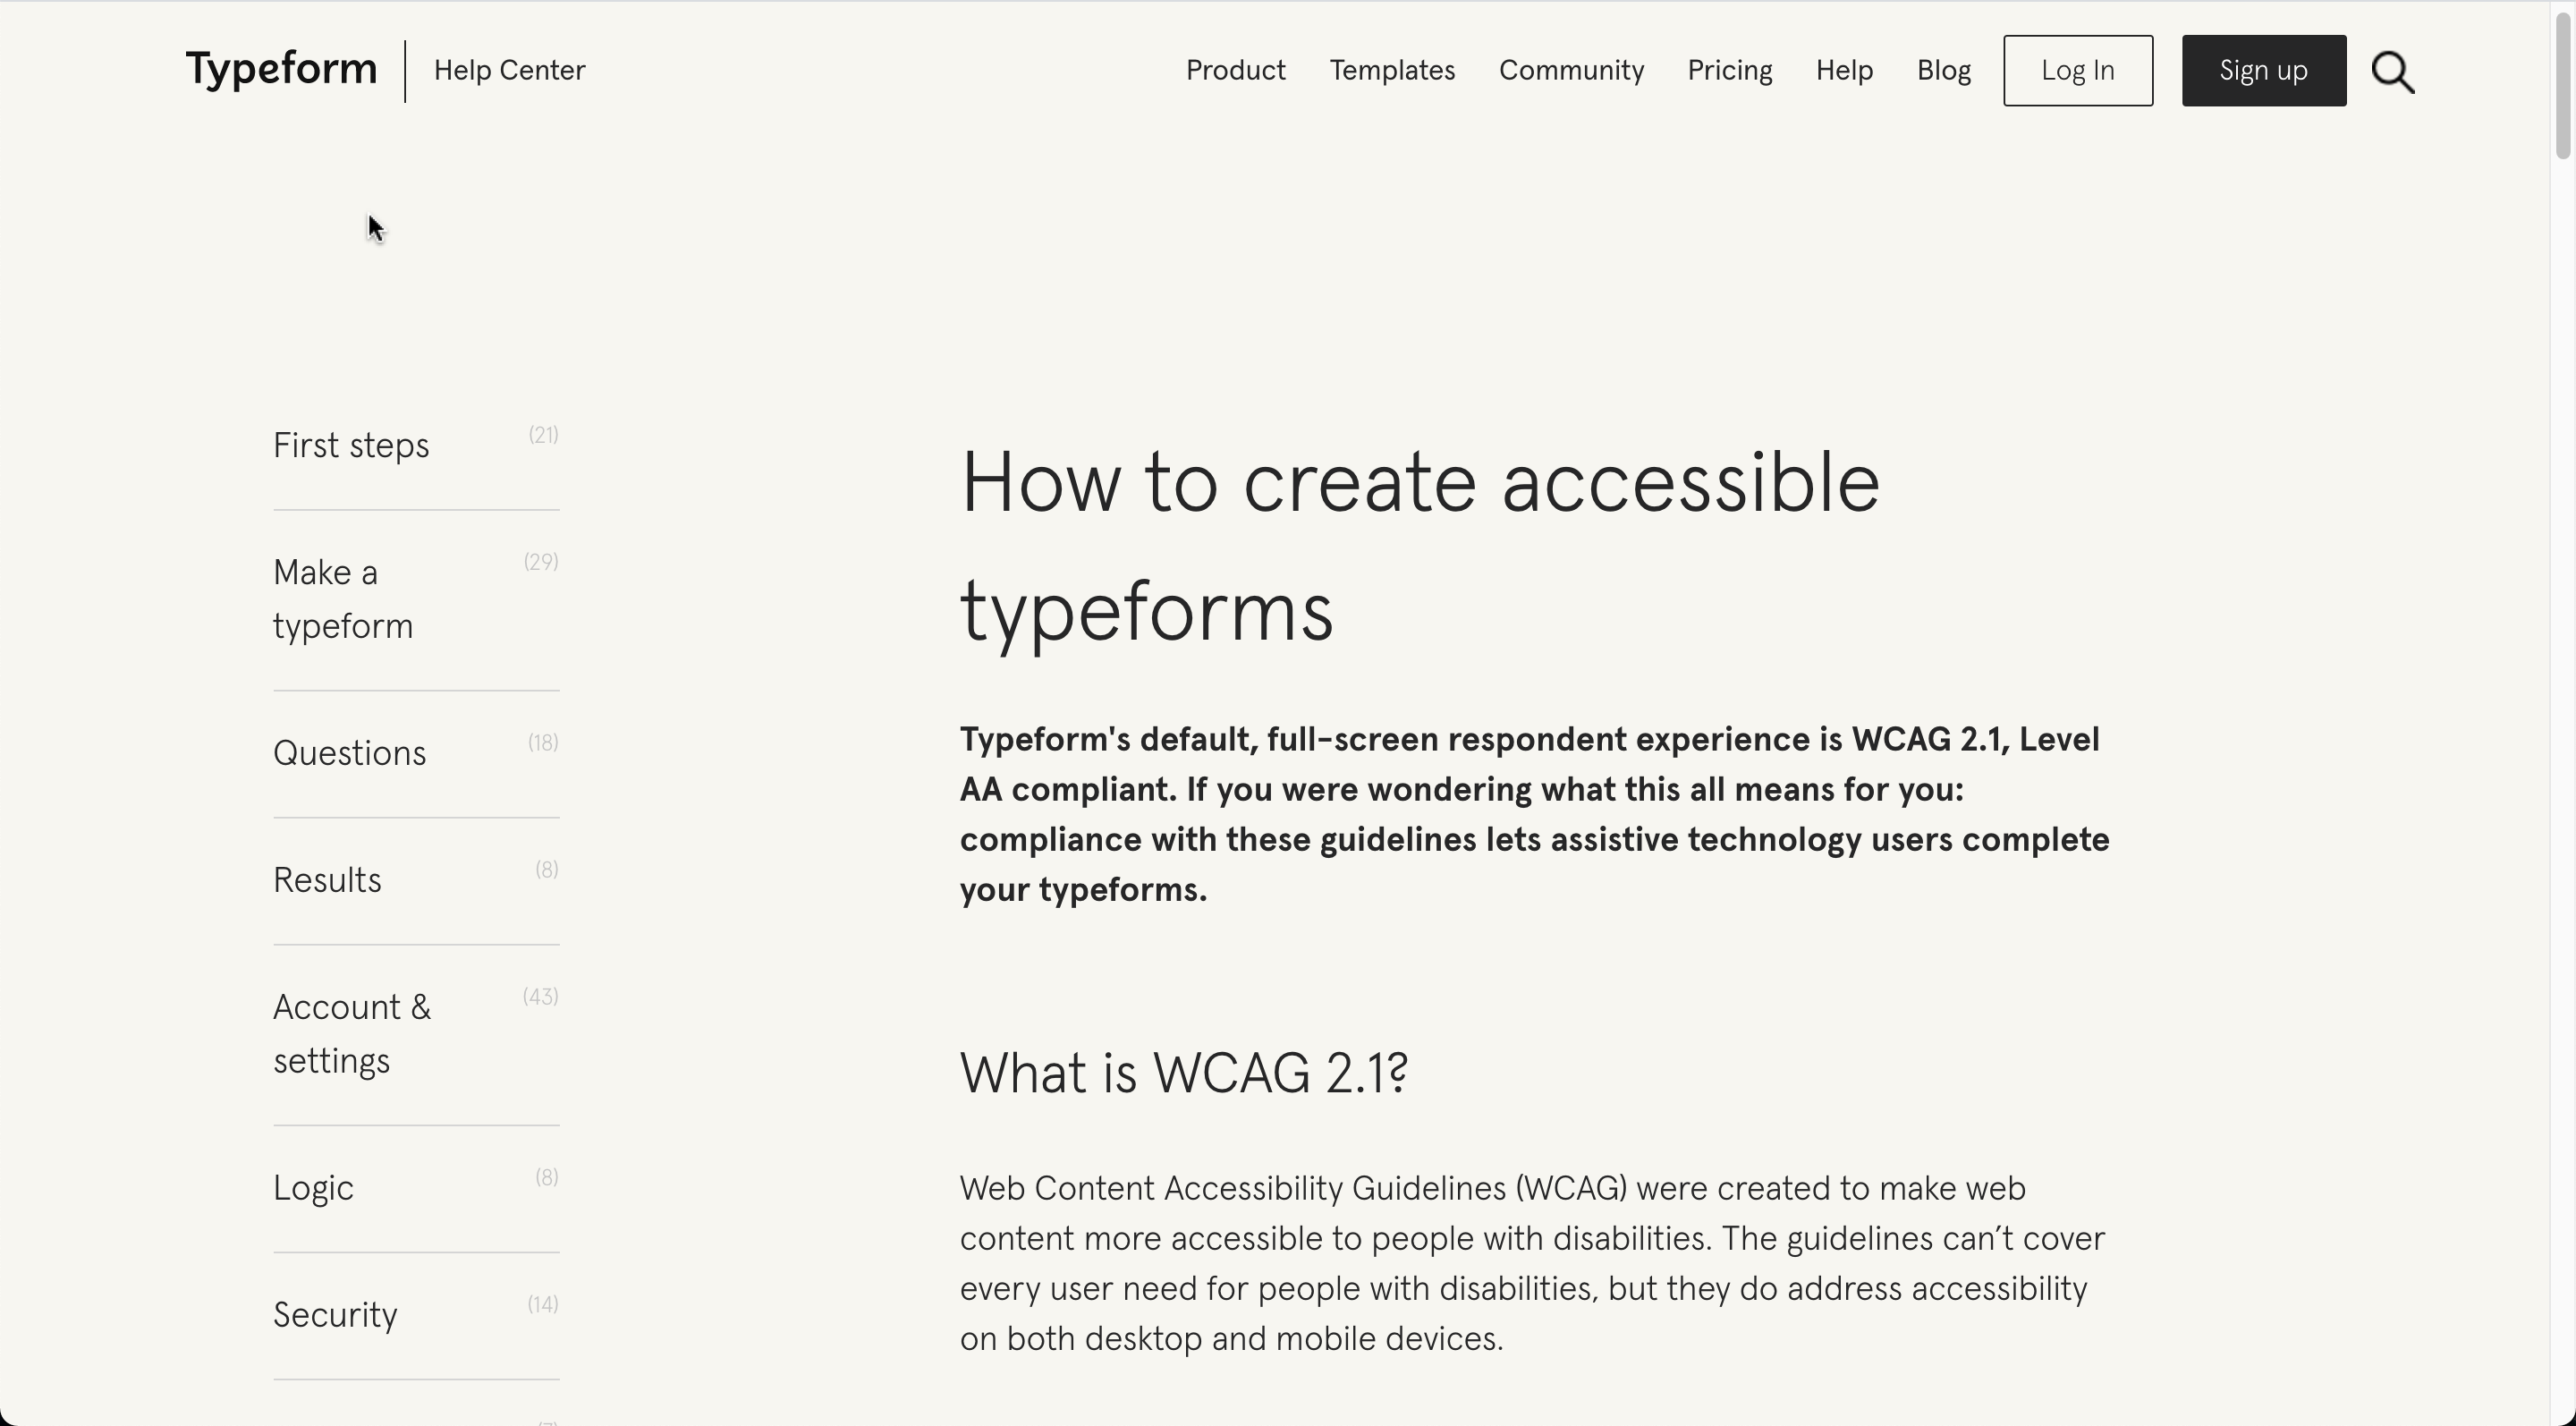 Typeform
Help Center
Product
Templates
Community
Pricing
Help
Blog
Log In
Sign up
First steps
(21)
Make a
typeform
(29)
Questions
(18)
Results
(8)
Account &
settings
(43)
Logic
(8)
Security
(14)
How to create accessible
typeforms
Typeform's default, full-screen respondent experience is WCAG 2.1, Level
AA compliant. If you were wondering what this all means for you:
compliance with these guidelines lets assistive technology users complete
your typeforms.
What is WCAG 2.1?
Web Content Accessibility Guidelines (WCAG) were created to make web
content more accessible to people with disabilities. The guidelines can’t cover
every user need for people with disabilities, but they do address accessibility
on both desktop and mobile devices.